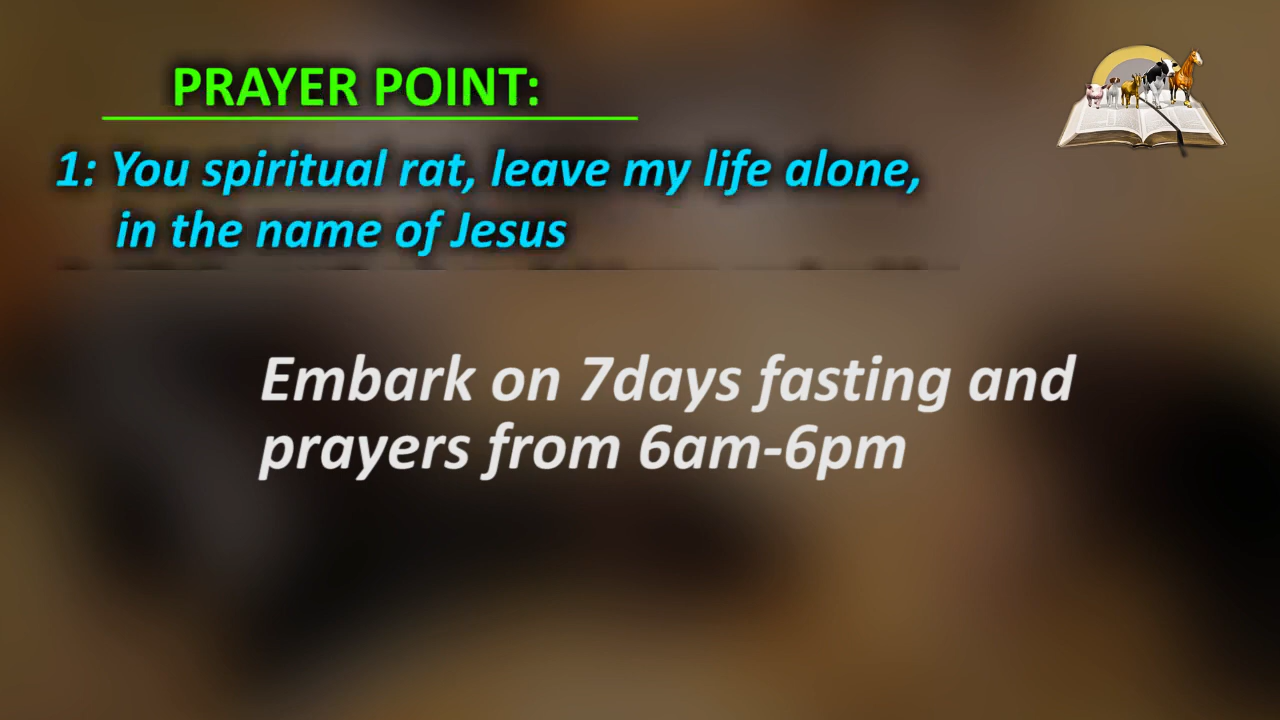 PRAYER POINT:
1: You spiritual rat, leave my life alone,
in the name of Jesus
Embark on 7days fasting and
prayers from 6am-6pm